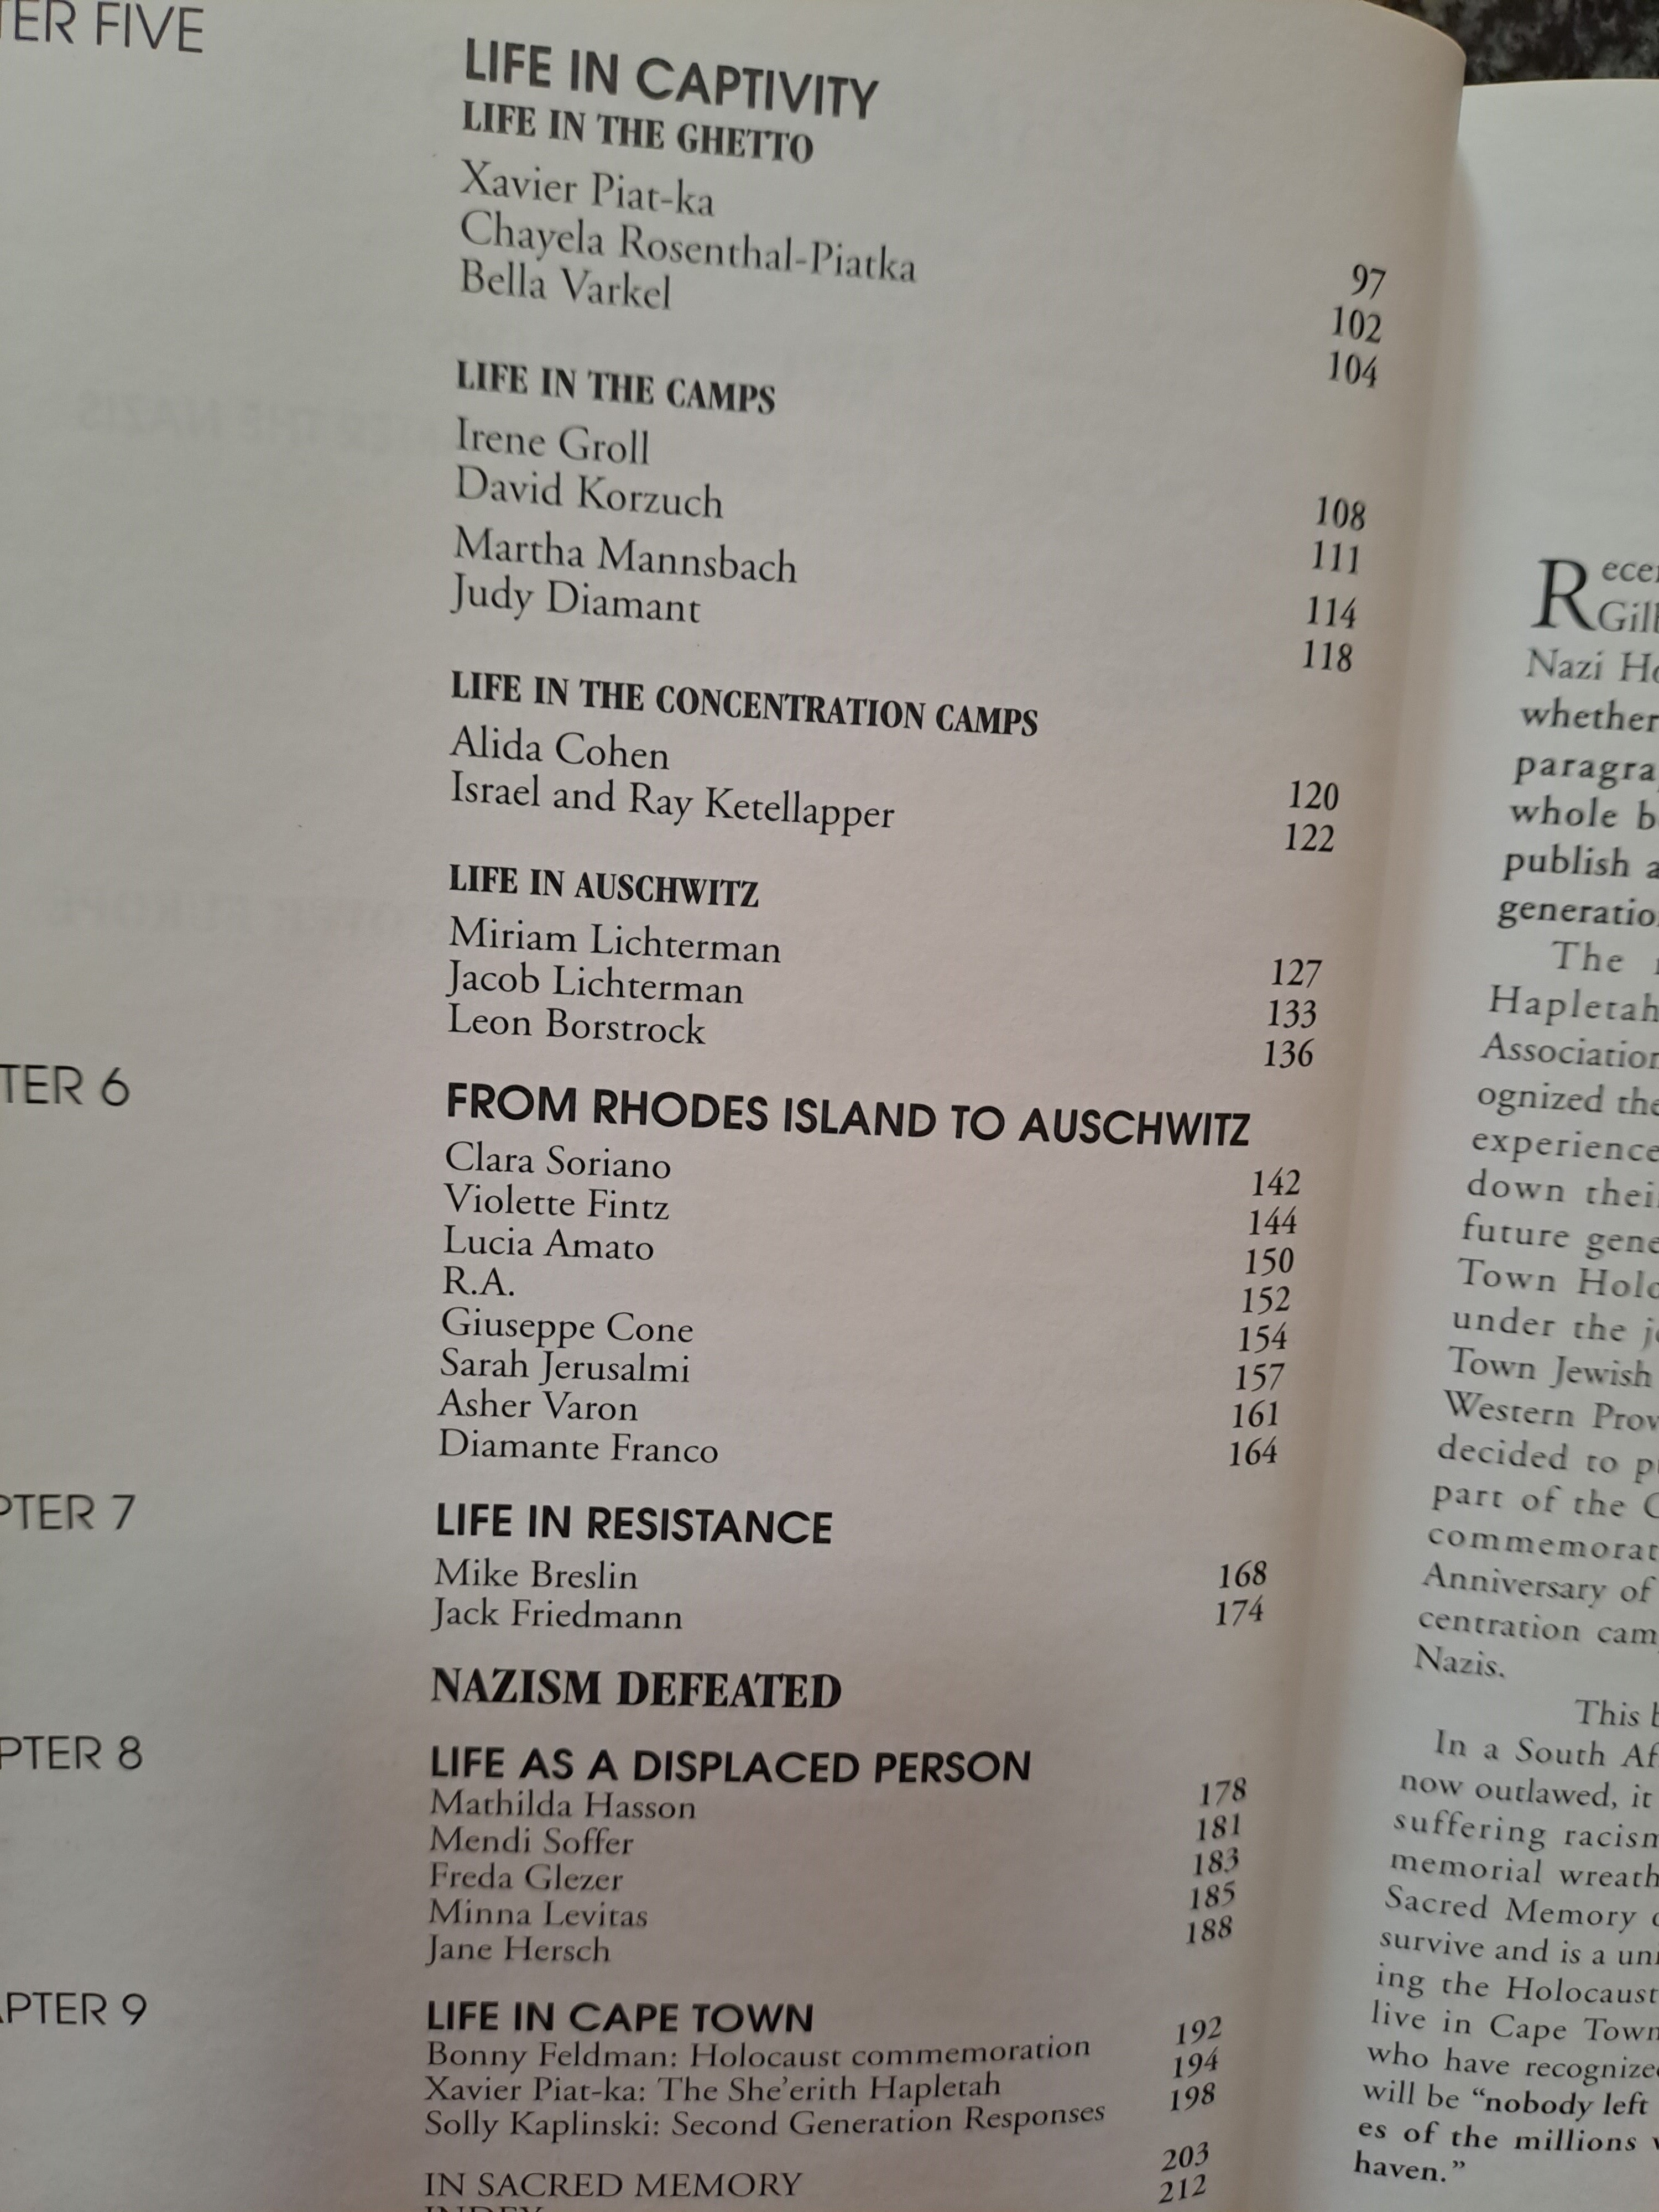 TER FIVE
LIFE IN CAPTIVITY
LIFE IN THE GHETTO
Xavier Piat-ka 97
Chayela Rosenthal-Piatka 102
Bella Varkel 104
LIFE IN THE CAMPS
Irene Groll 108
David Korzuch 111
Martha Mannsbach 114
Judy Diamant 118
LIFE IN THE CONCENTRATION CAMPS
Alida Cohen 120
Israel and Ray Ketellapper 122
LIFE IN AUSCHWITZ
Miriam Lichterman 127
Jacob Lichterman 133
Leon Borstrock 136
TER 6
FROM RHODES ISLAND TO AUSCHWITZ
Clara Soriano 142
Violette Fintz 144
Lucia Amato 150
R.A. 152
Giuseppe Cone 154
Sarah Jerusalmi 157
Asher Varon 161
Diamante Franco 164
PTER 7
LIFE IN RESISTANCE
Mike Breslin 168
Jack Friedmann 174
NAZISM DEFEATED
PTER 8
LIFE AS A DISPLACED PERSON
Mathilda Hasson 178
Mendi Soffer 181
Freda Glezer 183
Minna Levitas 185
Jane Hersch 188
APTER 9
LIFE IN CAPE TOWN
Bonny Feldman: Holocaust commemoration 192
Xavier Piat-ka: The She'erith Hapletah 194
Solly Kaplinski: Second Generation Responses 198
IN SACRED MEMORY 203
INDEX 212
Recen
Gilb
Nazi Ho
whether
paragra
whole b
publish a
generatio
The
Hapletah
Association
ognized the
experience
down their
future gene
Town Holo
under the jo
Town Jewish
Western Prov
decided to p
part of the C
commemorat
Anniversary of
centration cam
Nazis.
This b
In a South Af
now outlawed, it
suffering racism
memorial wreath
Sacred Memory
survive and is a un
ing the Holocaust
live in Cape Town
who have recognize
will be “nobody left
es of the millions
haven.”